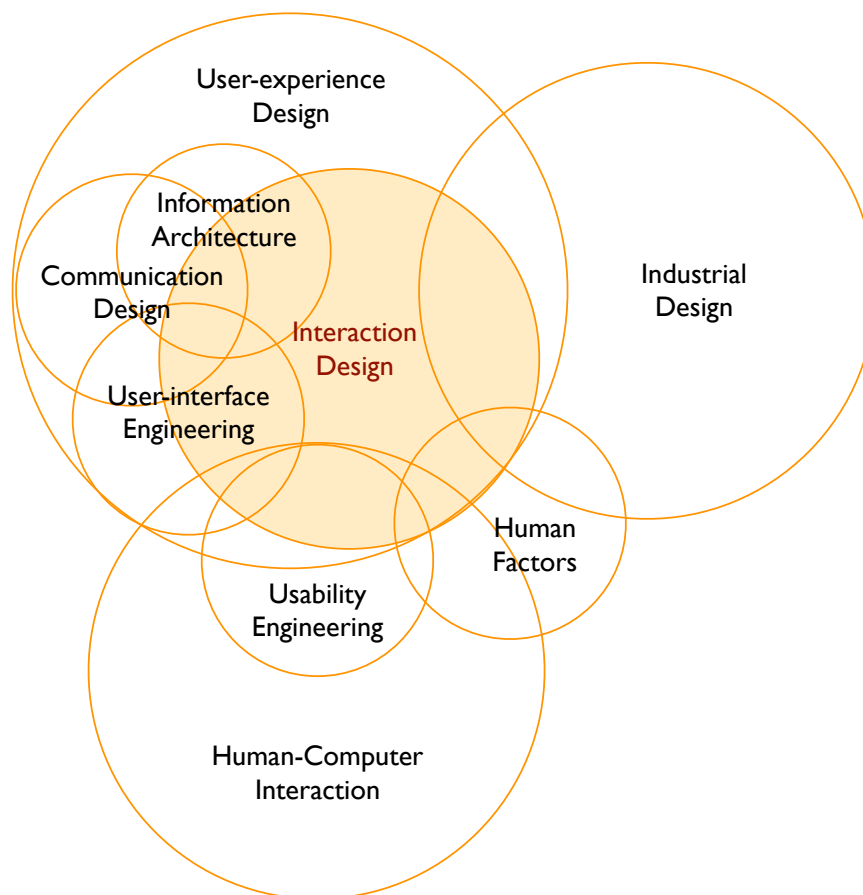 User-experience
Design
Information
Architecture
Communication
Design
Industrial
Design
Interaction
Design
User-interface
Engineering
Human
Factors
Usability
Engineering
Human-Computer
Interaction